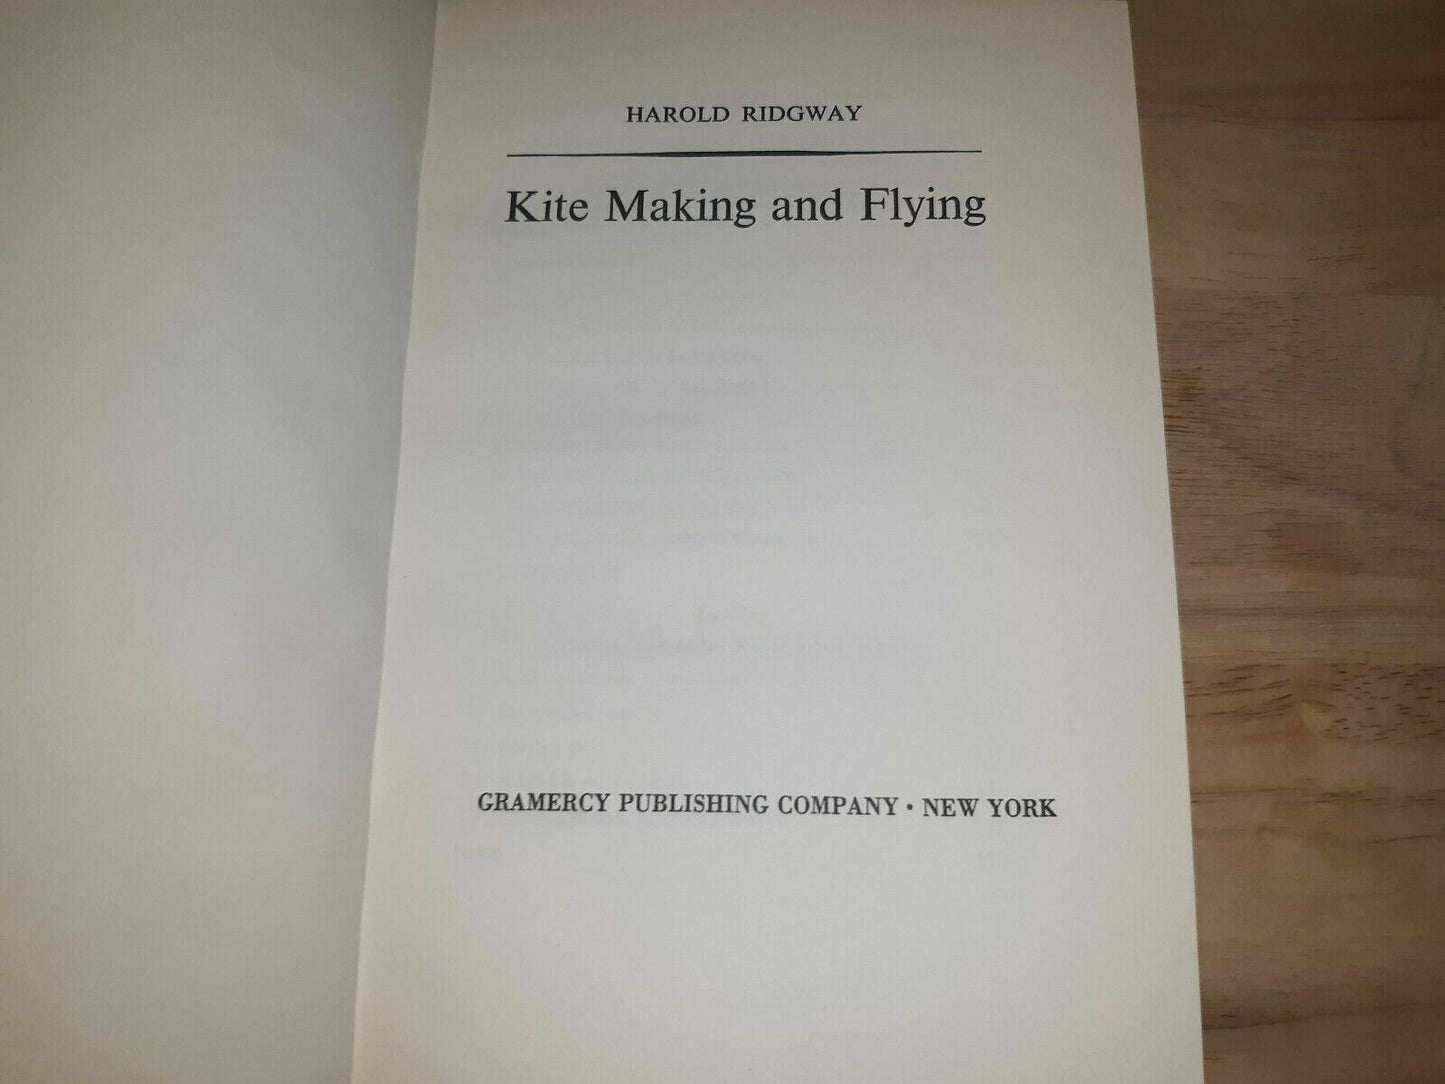 HAROLD RIDGWAY
Kite Making and Flying
GRAMERCY PUBLISHING COMPANY • NEW YORK